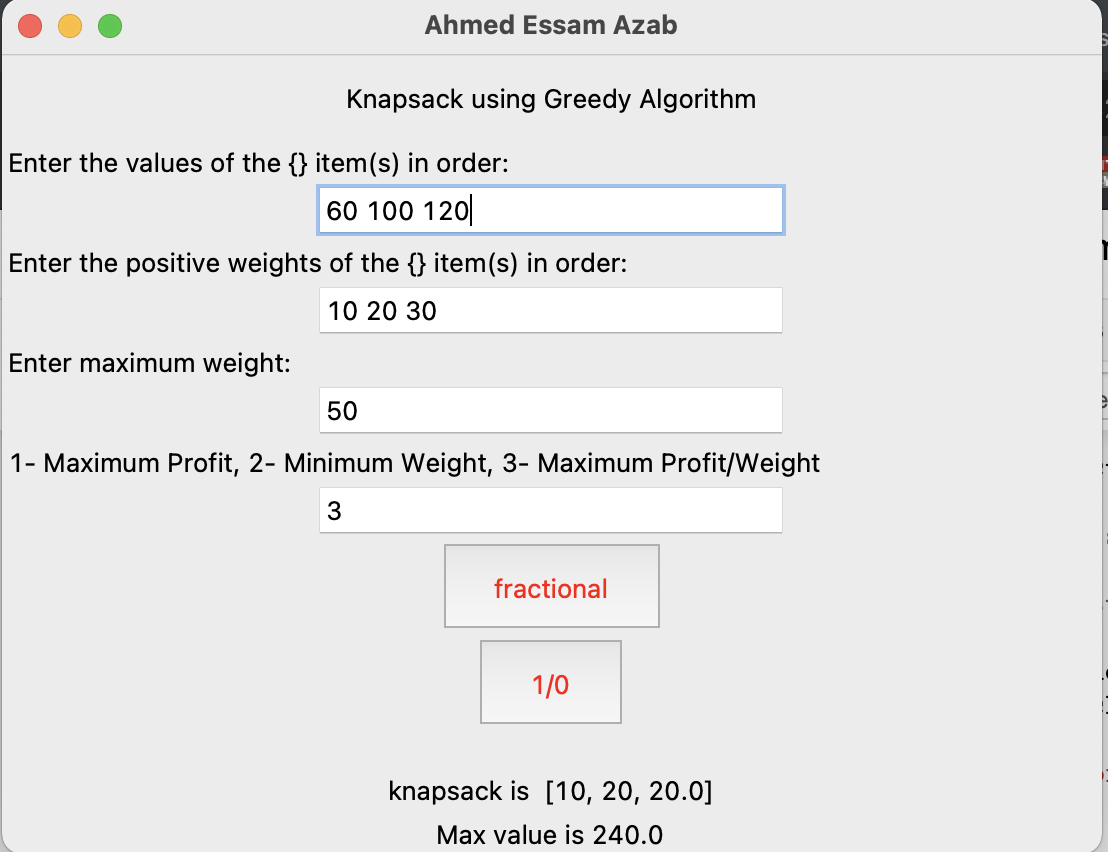 Ahmed Essam Azab
Knapsack using Greedy Algorithm
Enter the values of the {} item(s) in order:
60 100 120
Enter the positive weights of the {} item(s) in order:
10 20 30
Enter maximum weight:
50
1- Maximum Profit, 2- Minimum Weight, 3- Maximum Profit/Weight
3
fractional
1/0
knapsack is  [10, 20, 20.0]
Max value is 240.0